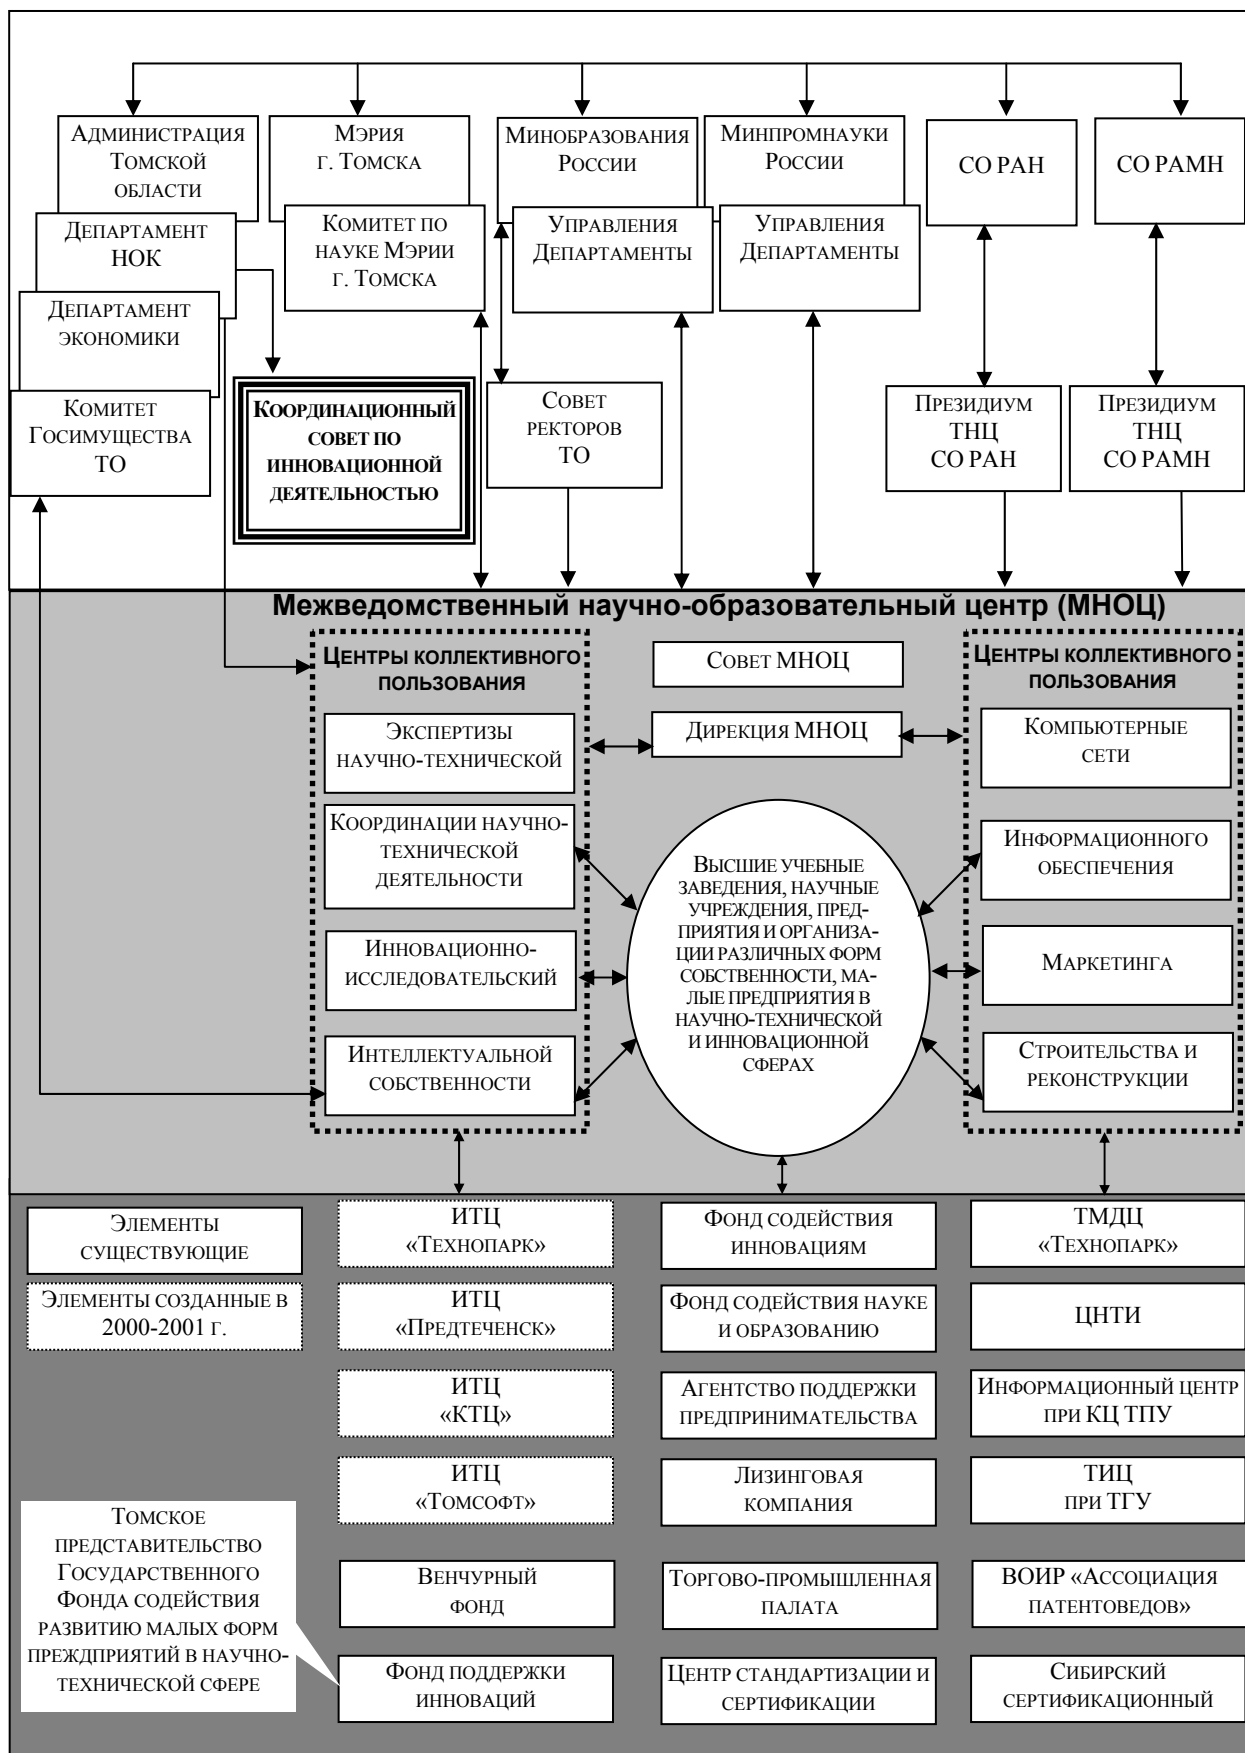 Администрация
Томской
области
Мэрия
г. Томска
Минобразования
России
Минпромнауки
России
СО РАН
СО РАМН
Департамент
НОК
Комитет по
науке Мэрии
г. Томска
Управления
Департаменты
Управления
Департаменты
Департамент
экономики
Комитет
Госимущества
ТО
Координационный
совет по
инновационной
деятельностью
Совет
ректоров
ТО
Президиум
ТНЦ
СО РАН
Президиум
ТНЦ
СО РАМН
Межведомственный научно-образовательный центр (МНОЦ)
Центры коллективного
пользования
Экспертизы
научно-технической
Координации научно-
технической
деятельности
Инновационно-
исследовательский
Интеллектуальной
собственности
Совет МНОЦ
Дирекция МНОЦ
Высшие учебные
заведения, научные
учреждения, пред-
приятия и организа-
ции различных форм
собственности, ма-
лые предприятия в
научно-технической
и инновационной
сферах
Центры коллективного
пользования
Компьютерные
сети
Информационного
обеспечения
Маркетинга
Строительства и
реконструкции
Элементы
существующие
Элементы созданные в
2000-2001 г.
Томское
представительство
Государственного
Фонда содействия
развитию малых форм
преждприятий в научно-
технической сфере
ИТЦ
«Технопарк»
ИТЦ
«Предтеченск»
ИТЦ
«КТЦ»
ИТЦ
«Томсофт»
Венчурный
фонд
Фонд поддержки
инноваций
Фонд содействия
инновациям
Фонд содействия науке
и образованию
Агентство поддержки
предпринимательства
Лизинговая
компания
Торгово-промышленная
палата
Центр стандартизации и
сертификации
ТМДЦ
«Технопарк»
ЦНТИ
Информационный центр
при КЦ ТПУ
ТИЦ
при ТГУ
ВОИР «Ассоциация
патентоведов»
Сибирский
сертификационный